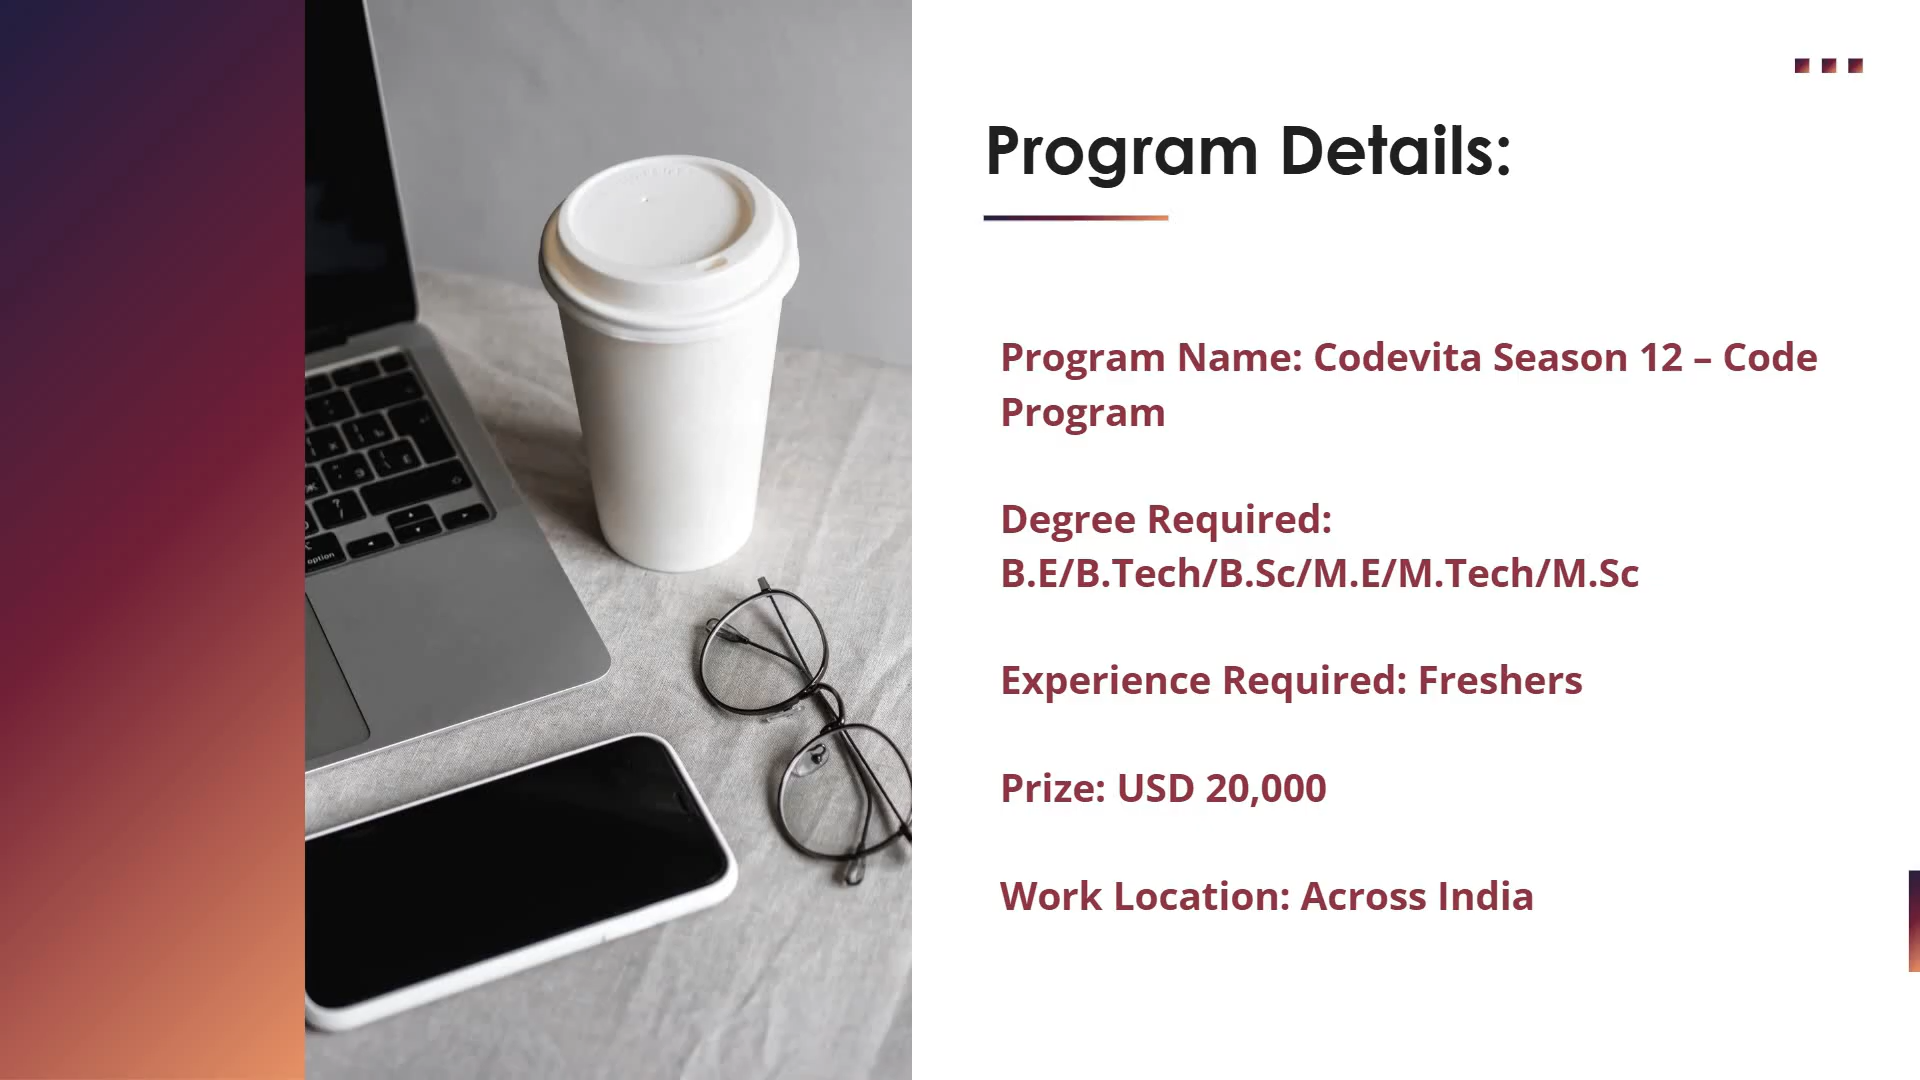 Program Details:
Program Name: Codevita Season 12 – Code
Program
Degree Required:
B.E/B.Tech/B.Sc/M.E/M.Tech/M.Sc
Experience Required: Freshers
Prize: USD 20,000
Work Location: Across India
option